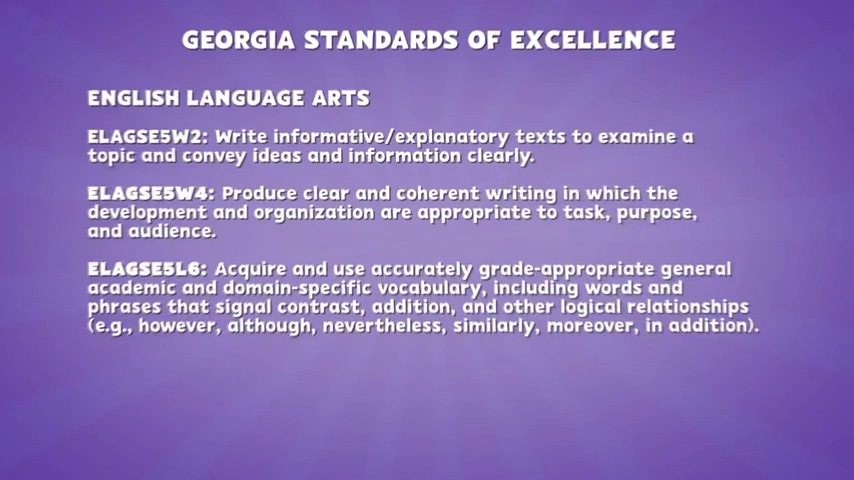 GEORGIA STANDARDS OF EXCELLENCE
ENGLISH LANGUAGE ARTS
ELAGSE5W2: Write informative/explanatory texts to examine a
topic and convey ideas and information clearly.
ELAGSE5W4: Produce clear and coherent writing in which the
development and organization are appropriate to task, purpose,
and audience.
ELAGSE5L6: Acquire and use accurately grade-appropriate general
academic and domain-specific vocabulary, including words and
phrases that signal contrast, addition, and other logical relationships
(e.g., however, although, nevertheless, similarly, moreover, in addition).